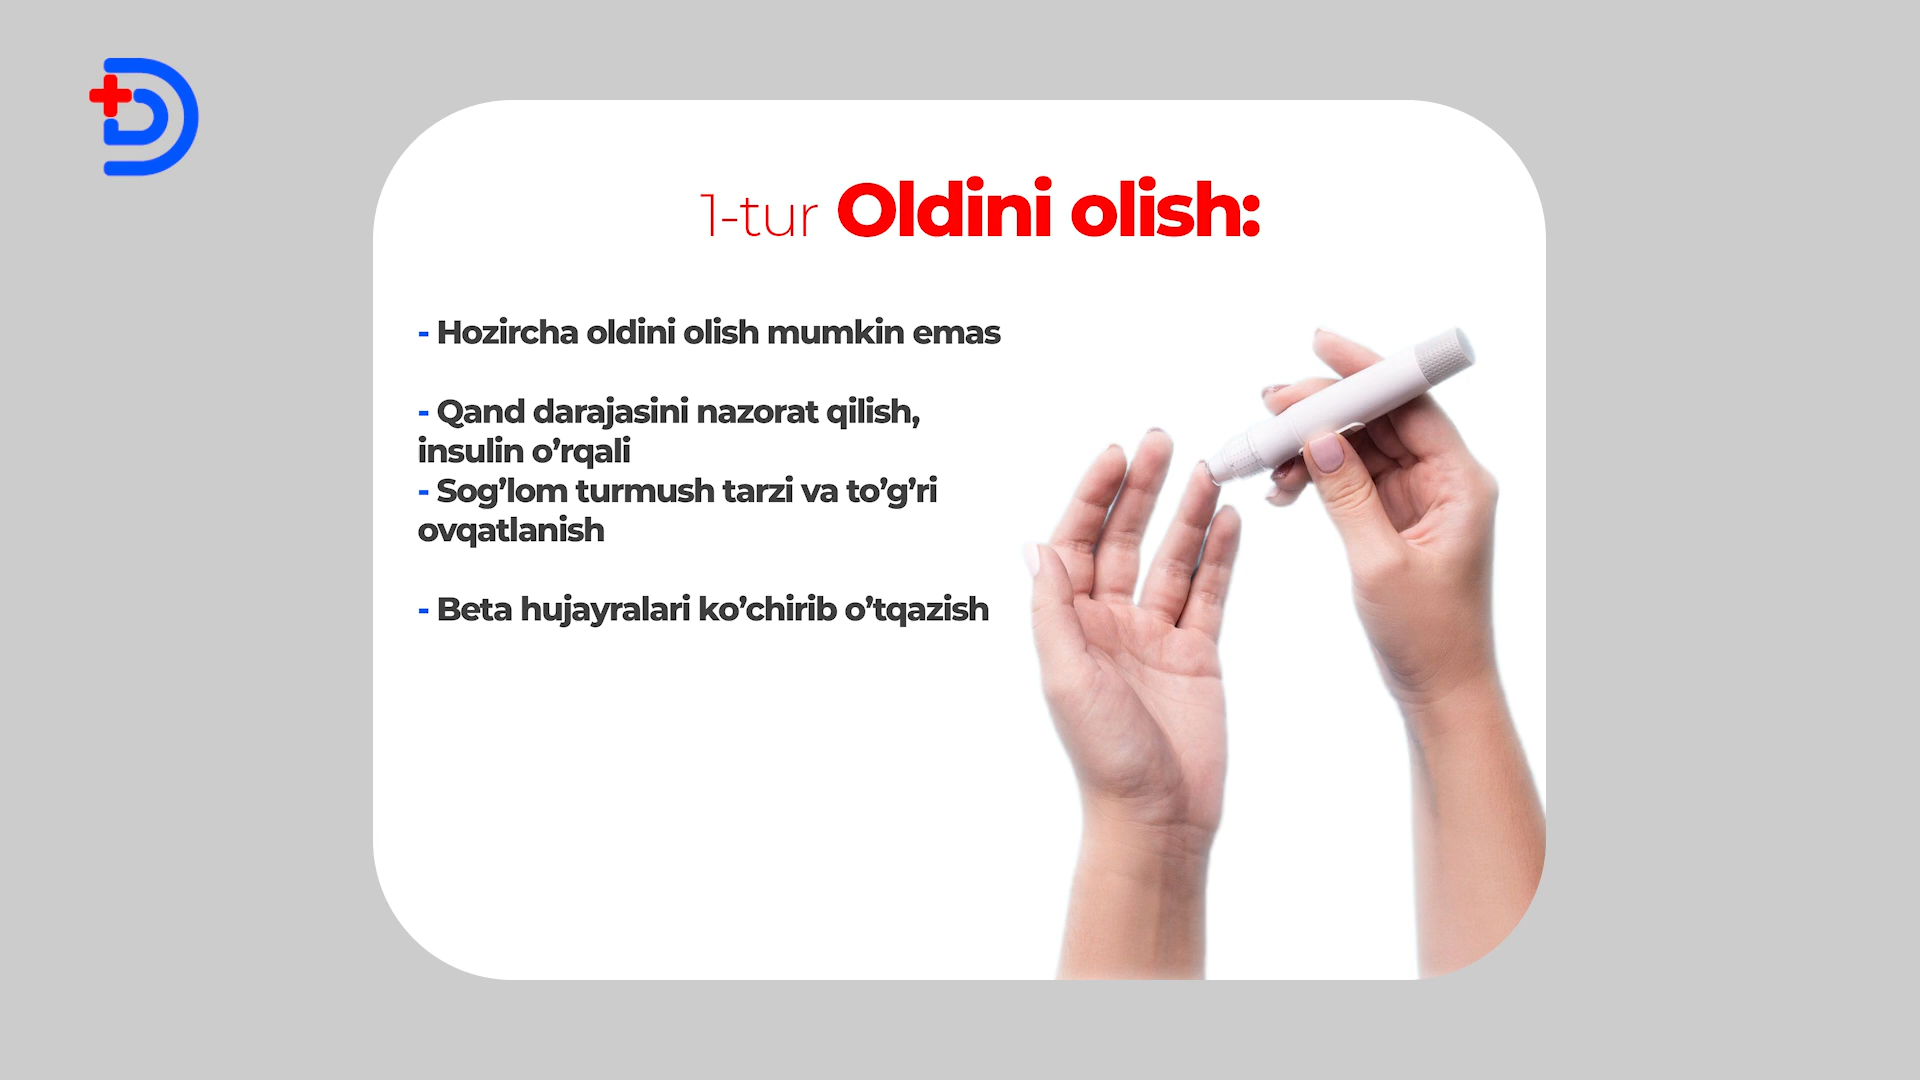 1-tur Oldini olish:
- Hozircha oldini olish mumkin emas
- Qand darajasini nazorat qilish,
insulin o’rqali
- Sog’lom turmush tarzi va to’g’ri
ovqatlanish
- Beta hujayralari ko’chirib o’tqazish